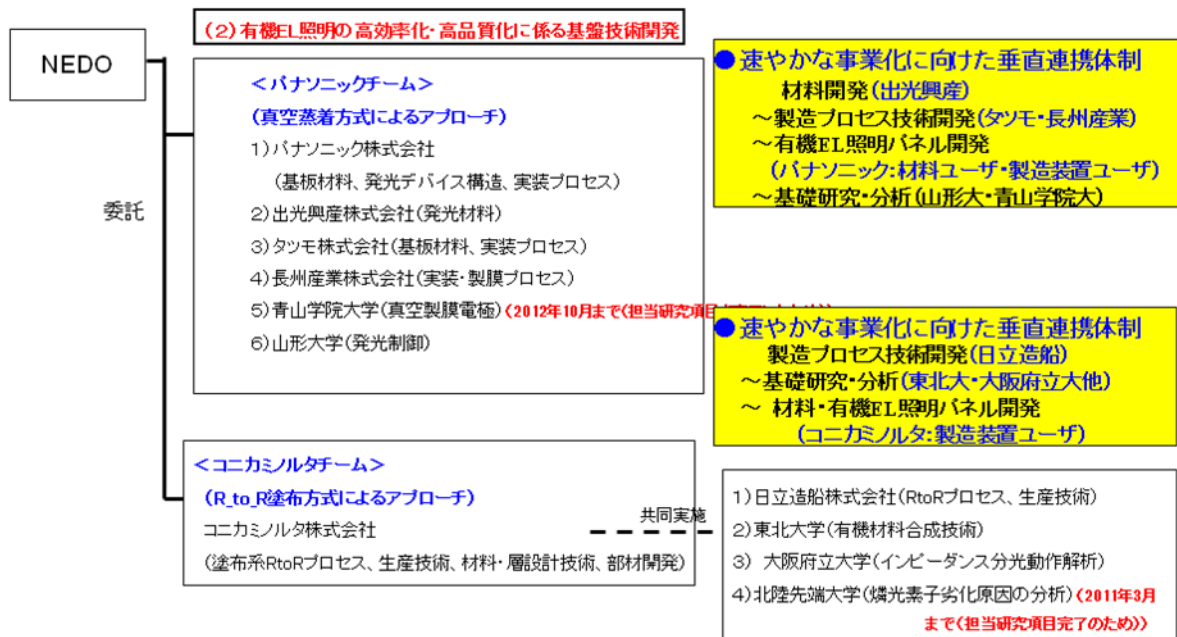 (2)有機EL照明の高効率化・高品質化に係る基盤技術開発
NEDO
委託
<パナソニックチーム>
(真空蒸着方式によるアプローチ)
1)パナソニック株式会社
(基板材料、発光デバイス構造、実装プロセス)
2)出光興産株式会社(発光材料)
3)タツモ株式会社(基板材料、実装プロセス)
4)長州産業株式会社(実装・製膜プロセス)
5)青山学院大学(真空製膜電極)(2012年10月まで(担当研究項目
6)山形大学(発光制御)
●速やかな事業化に向けた垂直連携体制
材料開発(出光興産)
～製造プロセス技術開発(タツモ・長州産業)
～有機EL照明パネル開発
(パナソニック:材料ユーザ・製造装置ユーザ)
～基礎研究・分析(山形大・青山学院大)
●速やかな事業化に向けた垂直連携体制
製造プロセス技術開発(日立造船)
～基礎研究・分析(東北大・大阪府立大他)
～ 材料・有機EL照明パネル開発
(コニカミノルタ:製造装置ユーザ)
<コニカミノルタチーム>
(R_to_R塗布方式によるアプローチ)
コニカミノルタ株式会社
(塗布系RtoRプロセス、生産技術、材料・層設計技術、部材開発)
共同実施
1)日立造船株式会社(RtoRプロセス、生産技術)
2)東北大学(有機材料合成技術)
3) 大阪府立大学(インピーダンス分光動作解析)
4)北陸先端大学(燐光素子劣化原因の分析)(2011年3月
まで(担当研究項目完了のため))